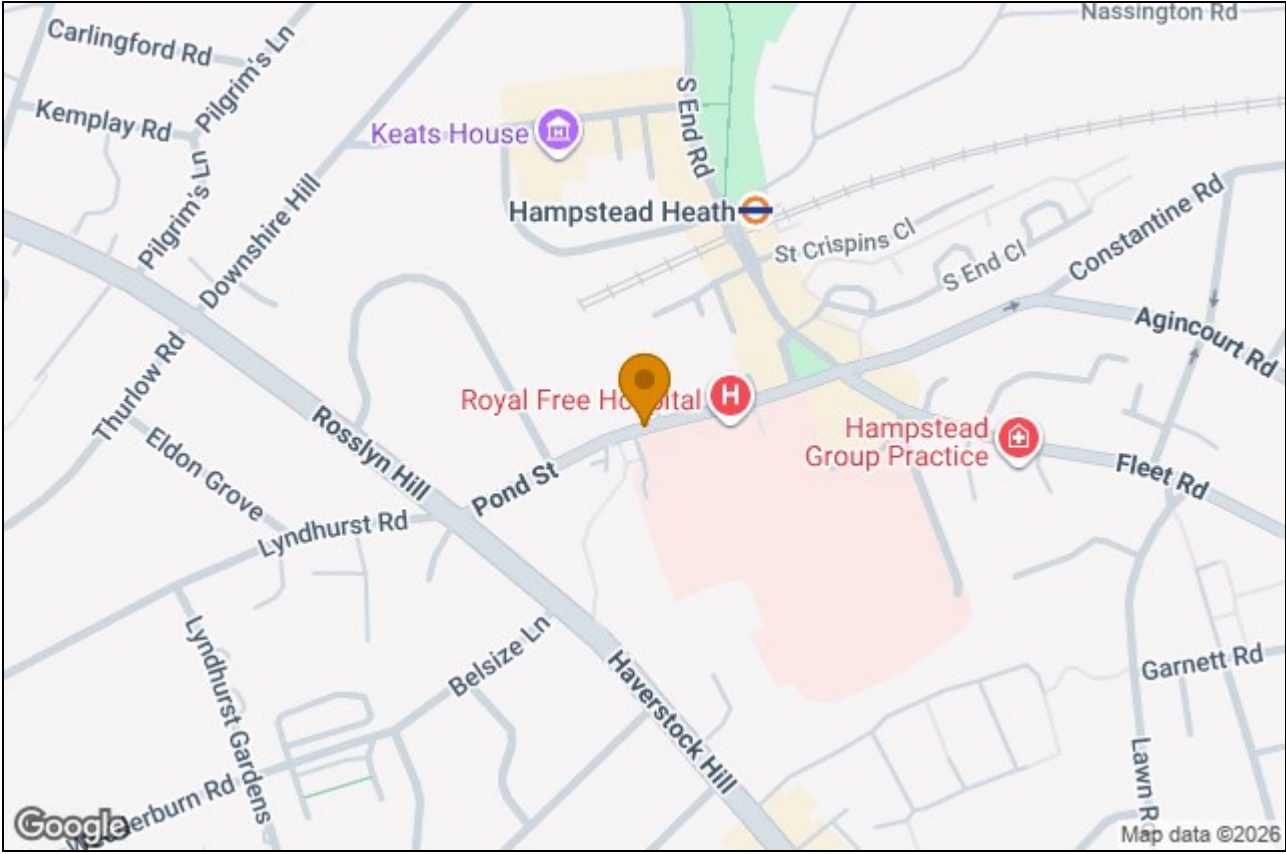 Nassington Rd
Carlingford Rd
Pilgrim's Ln
Kemplay Rd
S End Rd
Keats House
Pilgrim's Ln
Downshire Hill
Hampstead Heath
St Crispins Cl
S End Cl
Constantine Rd
Agincourt Rd
Thurlow Rd
Royal Free Hospital
H
Rosslyn Hill
Eldon Grove
Hampstead
Group Practice
Pond St
Fleet Rd
Lyndhurst Rd
Lyndhurst Gardens
Belsize Ln
Haverstock Hill
Garnett Rd
Lawn Rd
Google
Map data ©2026